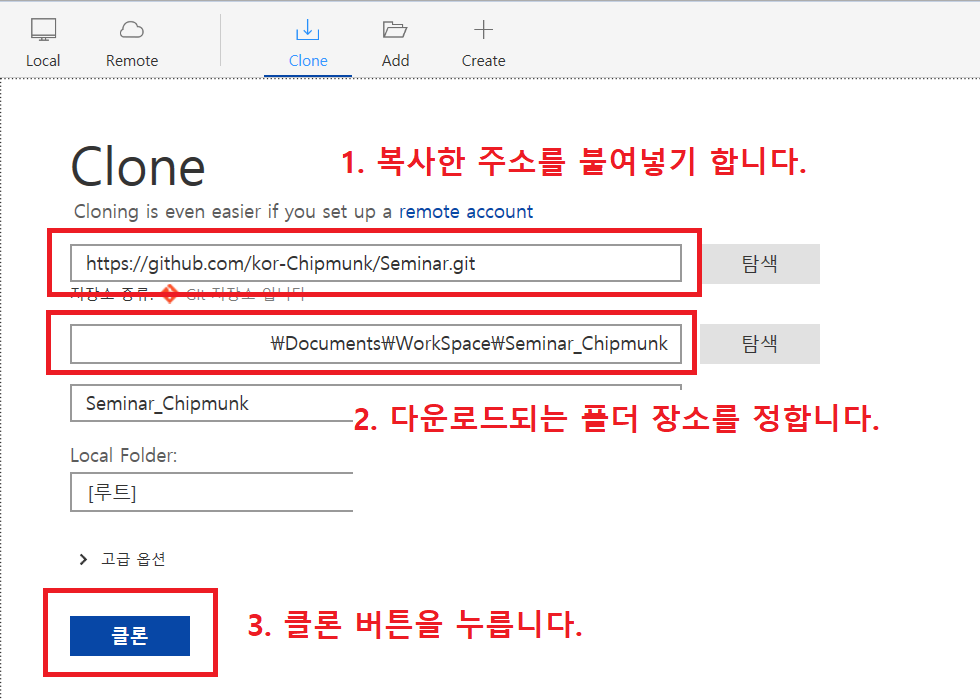 Local
Remote
Clone
Add
Create
Clone
1. 복사한 주소를 붙여넣기 합니다.
Cloning is even easier if you set up a remote account
https://github.com/kor-Chipmunk/Seminar.git
탐색
저장소 종류: Git 저장소 입니다
₩Documents₩WorkSpace₩Seminar_Chipmunk
탐색
Seminar_Chipmunk
2. 다운로드되는 폴더 장소를 정합니다.
Local Folder:
[루트]
고급 옵션
클론
3. 클론 버튼을 누릅니다.